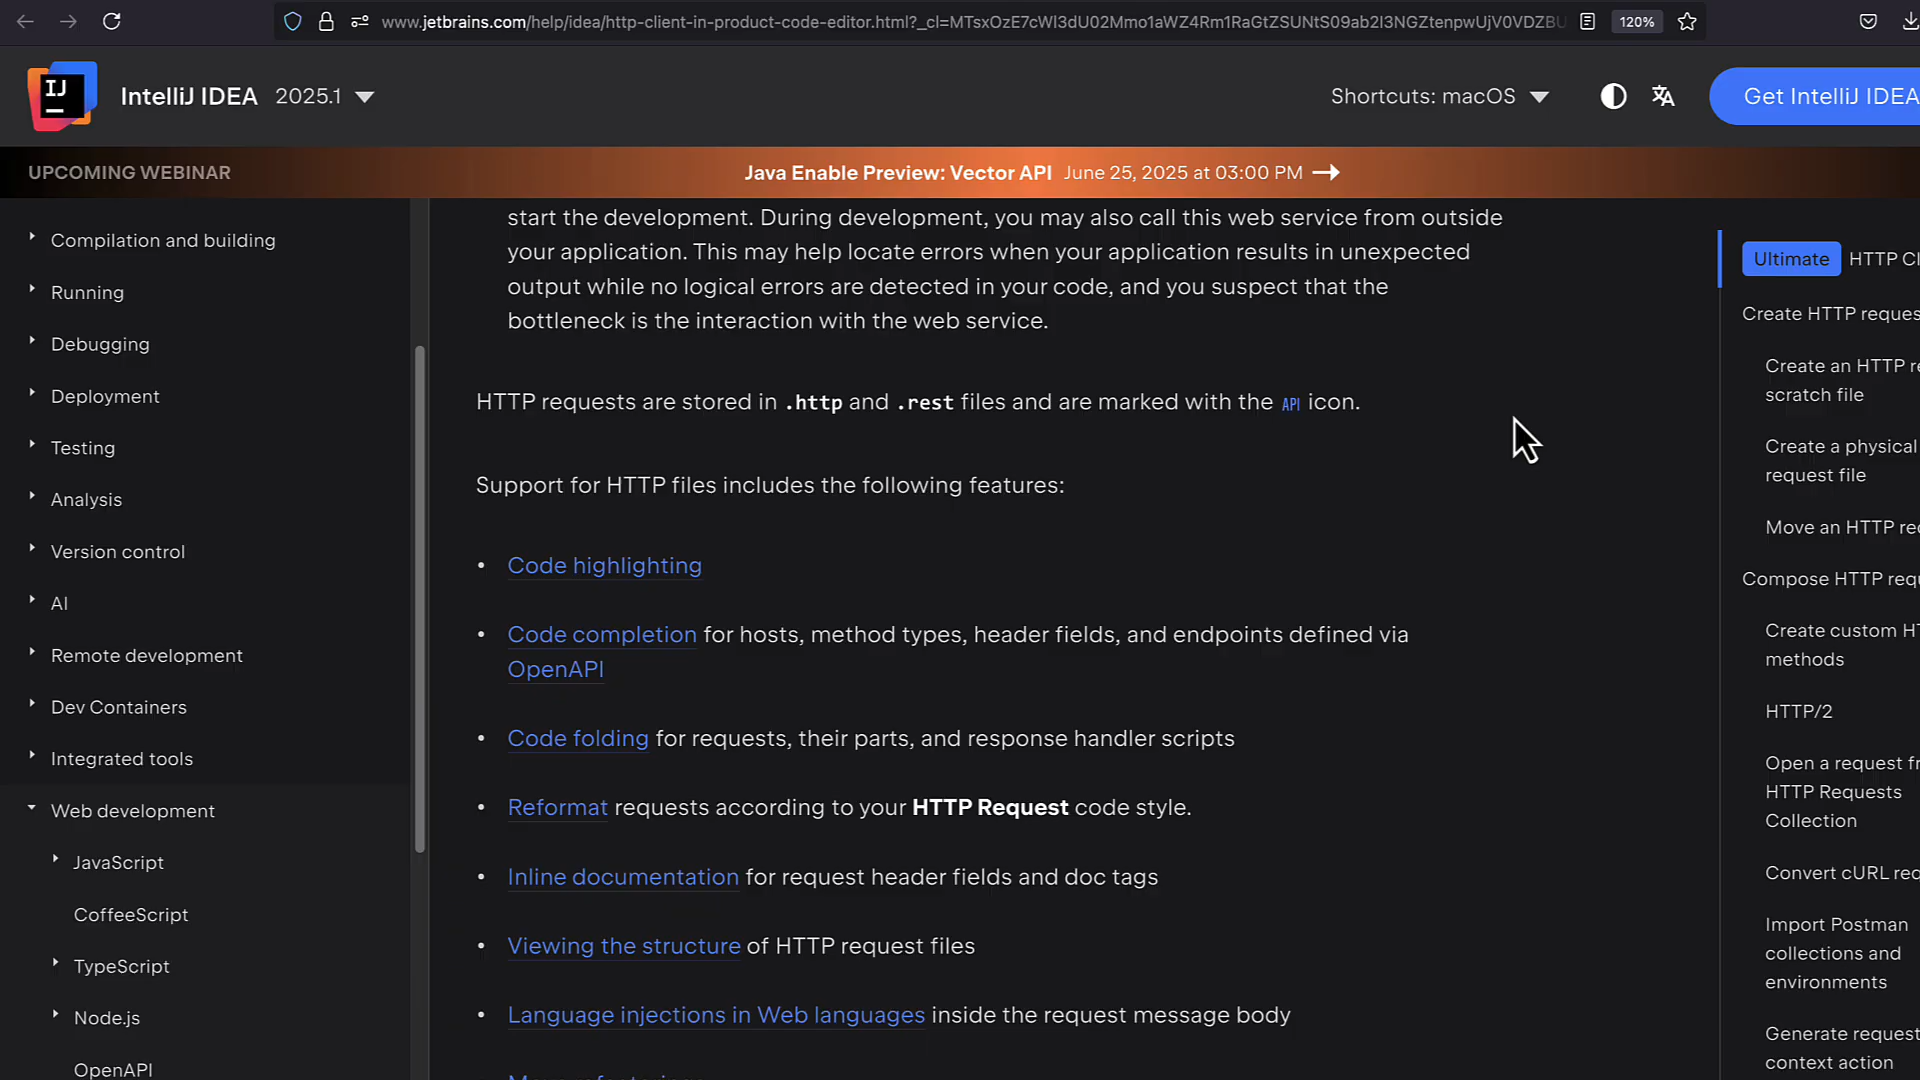 www.jetbrains.com/help/idea/http-client-in-product-code-editor.html?_cl=MTsxOzE7cWl3dU02Mmo1aWZ4Rm1RaGtZSUNtS09ab2I3NGZtenpwUjV0VDZBU
120%
IJ
IntelliJ IDEA 2025.1
Shortcuts: macOS
Get IntelliJ IDEA
UPCOMING WEBINAR
Java Enable Preview: Vector API June 25, 2025 at 03:00 PM →
Compilation and building
Running
Debugging
Deployment
Testing
Analysis
Version control
AI
Remote development
Dev Containers
Integrated tools
Web development
JavaScript
CoffeeScript
TypeScript
Node.js
OpenAPI
start the development. During development, you may also call this web service from outside
your application. This may help locate errors when your application results in unexpected
output while no logical errors are detected in your code, and you suspect that the
bottleneck is the interaction with the web service.
HTTP requests are stored in .http and .rest files and are marked with the API icon.
Support for HTTP files includes the following features:
• Code highlighting
• Code completion for hosts, method types, header fields, and endpoints defined via
OpenAPI
• Code folding for requests, their parts, and response handler scripts
• Reformat requests according to your HTTP Request code style.
• Inline documentation for request header fields and doc tags
• Viewing the structure of HTTP request files
• Language injections in Web languages inside the request message body
Ultimate HTTP Cl
Create HTTP reques
Create an HTTP re
scratch file
Create a physical
request file
Move an HTTP rec
Compose HTTP requ
Create custom HT
methods
HTTP/2
Open a request fr
HTTP Requests
Collection
Convert cURL req
Import Postman
collections and
environments
Generate request
context action